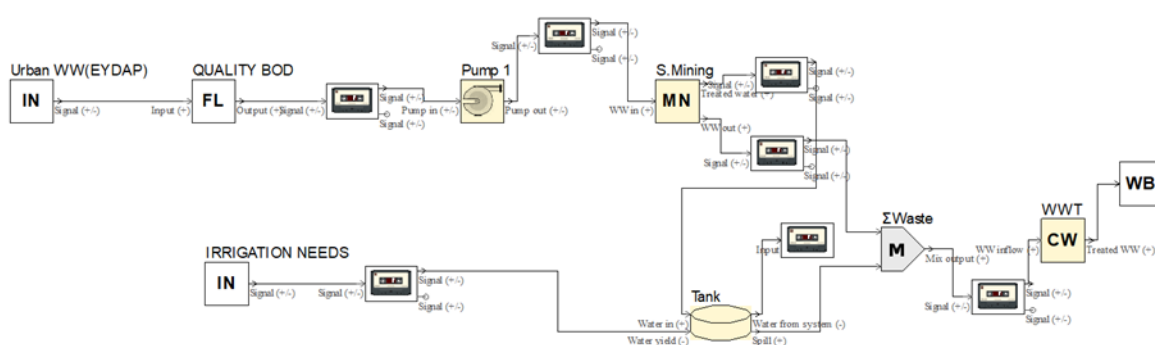 Signal (+/-)
Signal (+/-)
Signal (+/-)
Urban WW(EYDAP)
QUALITY BOD
Pump 1
S.Mining
IN
FL
MN
Signal (+/-)
Input (+)
Output (+)
Signal (+/-)
Signal (+/-)
Signal (+/-)
Pump in (+/-)
Pump out (+/-)
WW in (+)
Treated water (+)
WW out (+)
Signal (+/-)
Signal (+/-)
Signal (+/-)
Signal (+/-)
Signal (+/-)
Signal (+/-)
WB
IRRIGATION NEEDS
ΣWaste
WWT
Input
M
CW
IN
Signal (+/-)
Signal (+/-)
Signal (+/-)
Signal (+/-)
Mix output (+)
WW inflow (+)
Treated WW (+)
Signal (+/-)
Signal (+/-)
Signal (+/-)
Tank
Water in (+)
Water yield (-)
Water from system (-)
Spill (+)